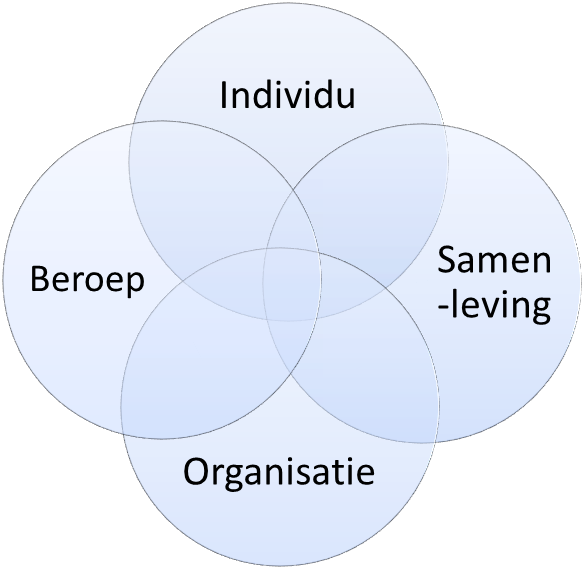 Individu
Beroep
Samen
-leving
Organisatie